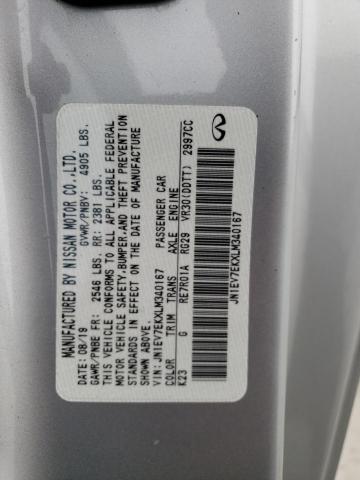 MANUFACTURED BY NISSAN MOTOR CO.,LTD.
DATE: 08/19 GVWR/PNBV: 4905 LBS.
GAWR/PNBE FR: 2546 LBS. RR: 2387 LBS.
THIS VEHICLE CONFORMS TO ALL APPLICABLE FEDERAL
MOTOR VEHICLE SAFETY,BUMPER,AND THEFT PREVENTION
STANDARDS IN EFFECT ON THE DATE OF MANUFACTURE
SHOWN ABOVE.
VIN: JN1EV7EKXLM340167 PASSENGER CAR
COLOR TRIM TRANS AXLE ENGINE
K23 G RE7R01A RG29 VR30(DDTT) 2997CC
JN1EV7EKXLM340167